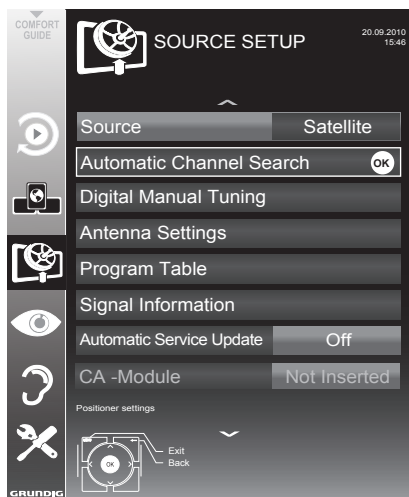 COMFORT
GUIDE
SOURCE SETUP
20.09.2010
15:46
Source
Satellite
Automatic Channel Search
OK
Digital Manual Tuning
Antenna Settings
Program Table
Signal Information
Automatic Service Update
Off
CA -Module
Not Inserted
Positioner settings
Exit
OK
Back
GRUNDIG